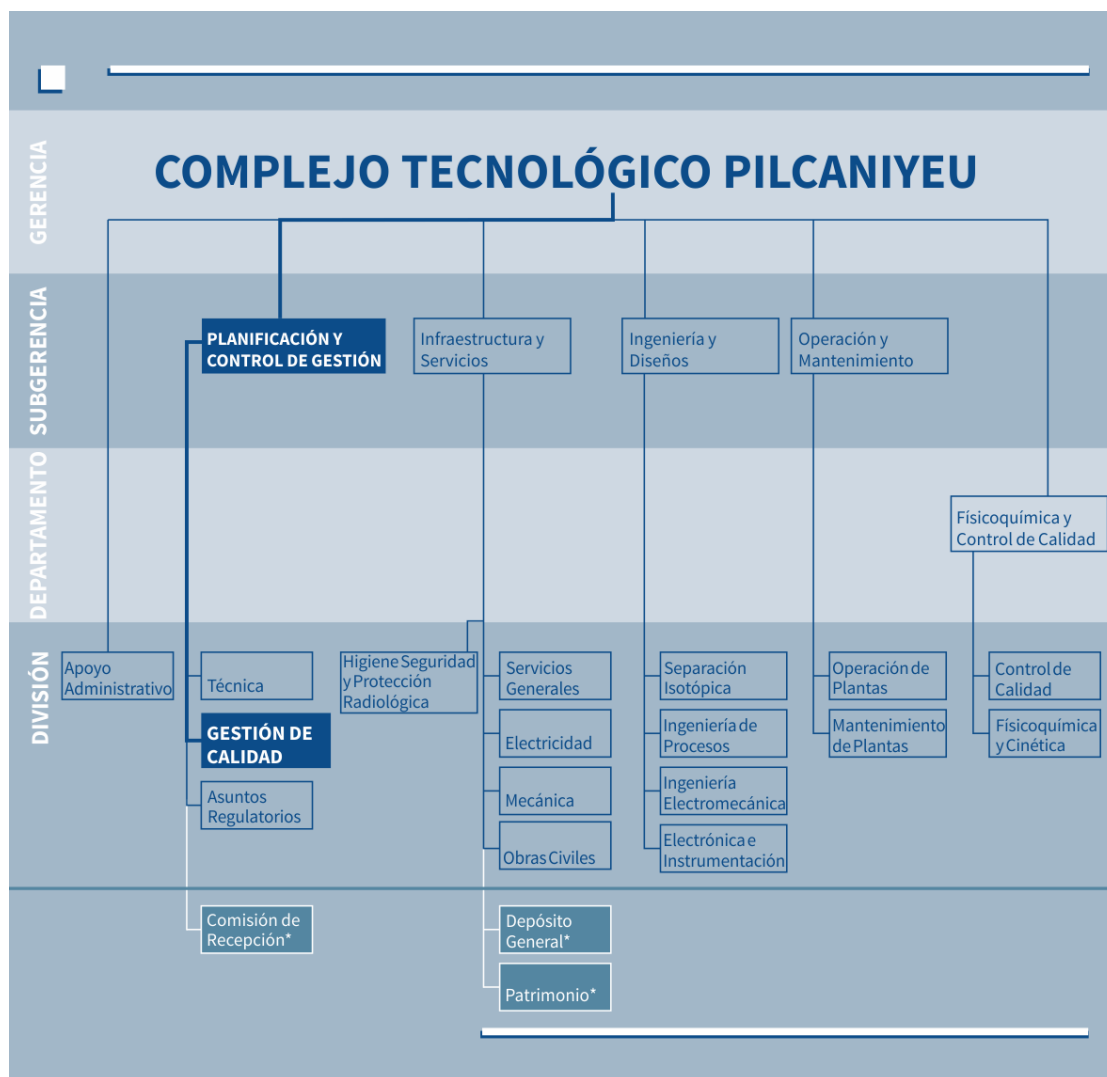 GERENCIA
COMPLEJO TECNOLÓGICO PILCANIYEU
SUBGERENCIA
PLANIFICACIÓN Y
CONTROL DE GESTIÓN
Infraestructura y
Servicios
Ingeniería y
Diseños
Operación y
Mantenimiento
DEPARTAMENTO
Físicoquímica y
Control de Calidad
DIVISIÓN
Apoyo
Administrativo
Técnica
GESTIÓN DE
CALIDAD
Asuntos
Regulatorios
Higiene Seguridad
y Protección
Radiológica
Servicios
Generales
Electricidad
Mecánica
Obras Civiles
Separación
Isotópica
Ingeniería de
Procesos
Ingeniería
Electromecánica
Electrónica e
Instrumentación
Operación de
Plantas
Mantenimiento
de Plantas
Control de
Calidad
Físicoquímica
y Cinética
Comisión de
Recepción*
Depósito
General*
Patrimonio*